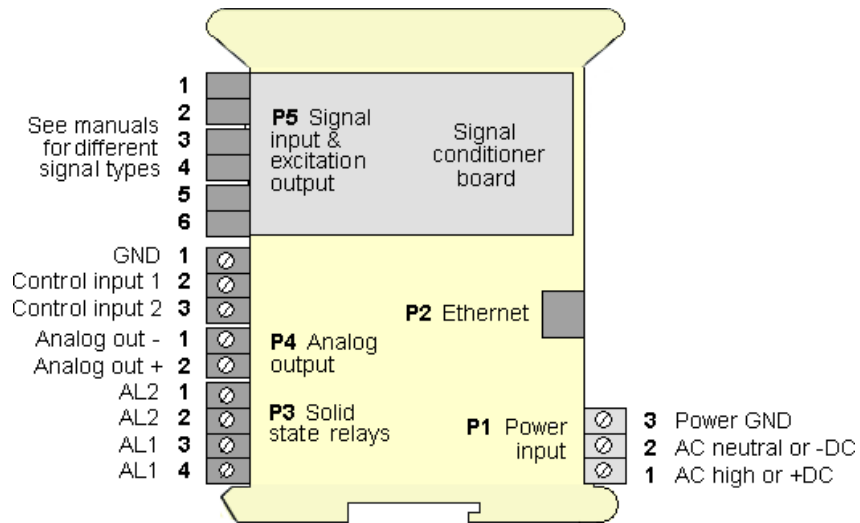 See manuals
for different
signal types
1
2
3
4
5
6
P5 Signal
input &
excitation
output
Signal
conditioner
board
GND 1
Control input 1 2
Control input 2 3
Analog out - 1
Analog out + 2
P4 Analog
output
AL2 1
AL2 2
AL1 3
AL1 4
P3 Solid
state relays
P2 Ethernet
P1 Power
input
3 Power GND
2 AC neutral or -DC
1 AC high or +DC